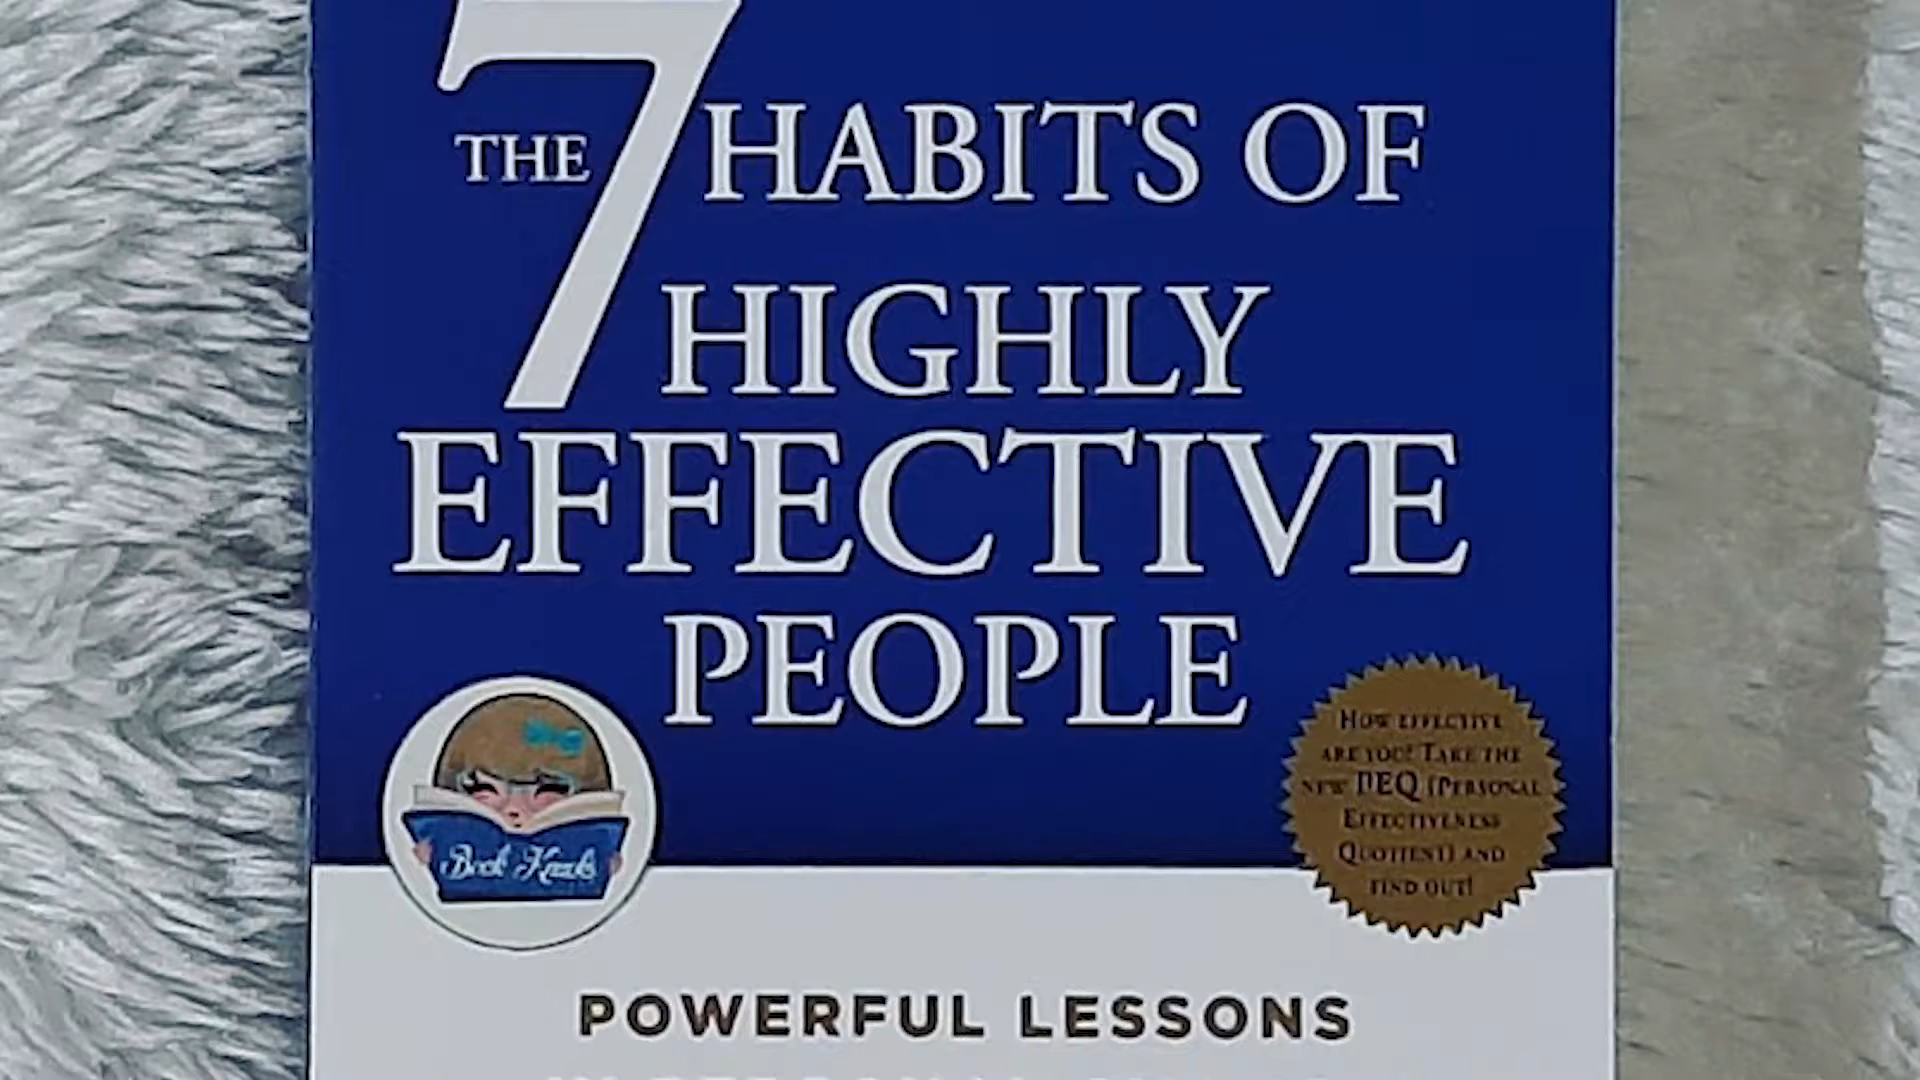 THE 7 HABITS OF
HIGHLY
EFFECTIVE
PEOPLE
HOW EFFECTIVE
ARE YOU? TAKE THE
NEW PEQ (PERSONAL
EFFECTIVENESS
QUOTIENT) AND
FIND OUT!
Book
POWERFUL LESSONS